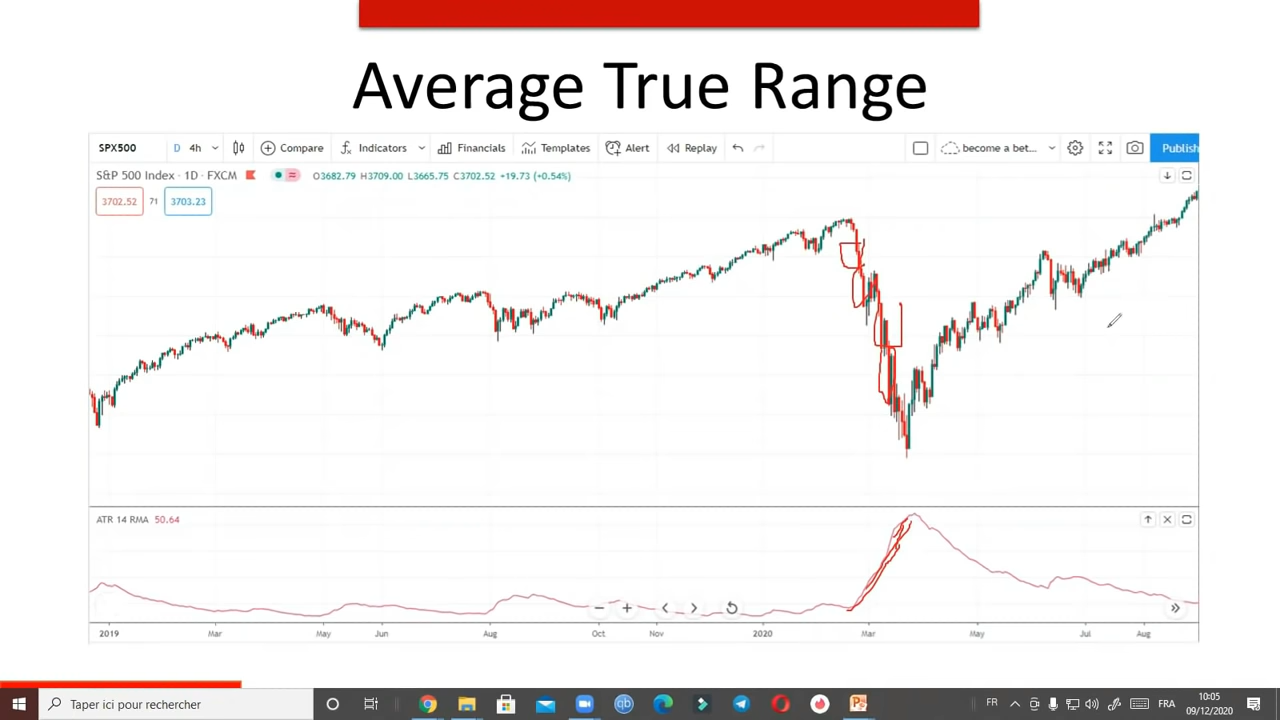 Average True Range
SPX500 D 4h Compare Indicators Financials Templates Alert Replay become a bet... Publish
S&P 500 Index · 1D · FXCM O3682.79 H3709.00 L3665.75 C3702.52 +19.73 (+0.54%)
3702.52 71 3703.23
ATR 14 RMA 50.64
2019 Mar May Jun Aug Oct Nov 2020 Mar May Jul Aug
Taper ici pour rechercher FR FRA 10:05
09/12/2020